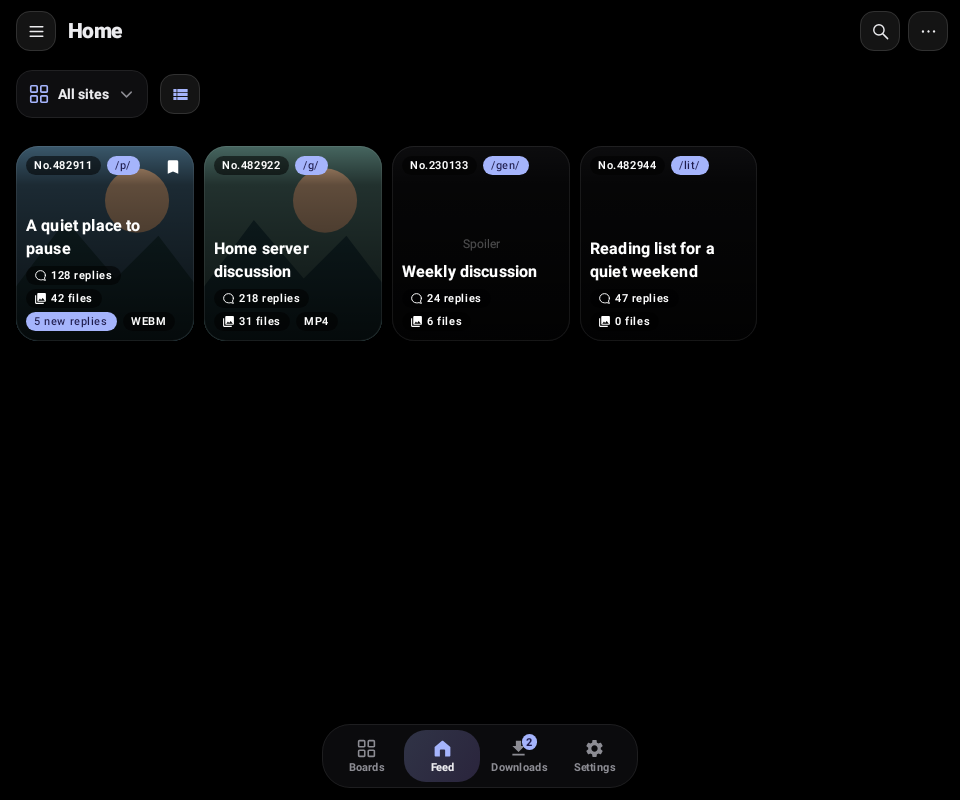 Home
All sites
No.482911 /p/
A quiet place to
pause
128 replies
42 files
5 new replies WEBM
No.482922 /g/
Home server
discussion
218 replies
31 files MP4
No.230133 /gen/
Spoiler
Weekly discussion
24 replies
6 files
No.482944 /lit/
Reading list for a
quiet weekend
47 replies
0 files
Boards
Feed
2
Downloads
Settings